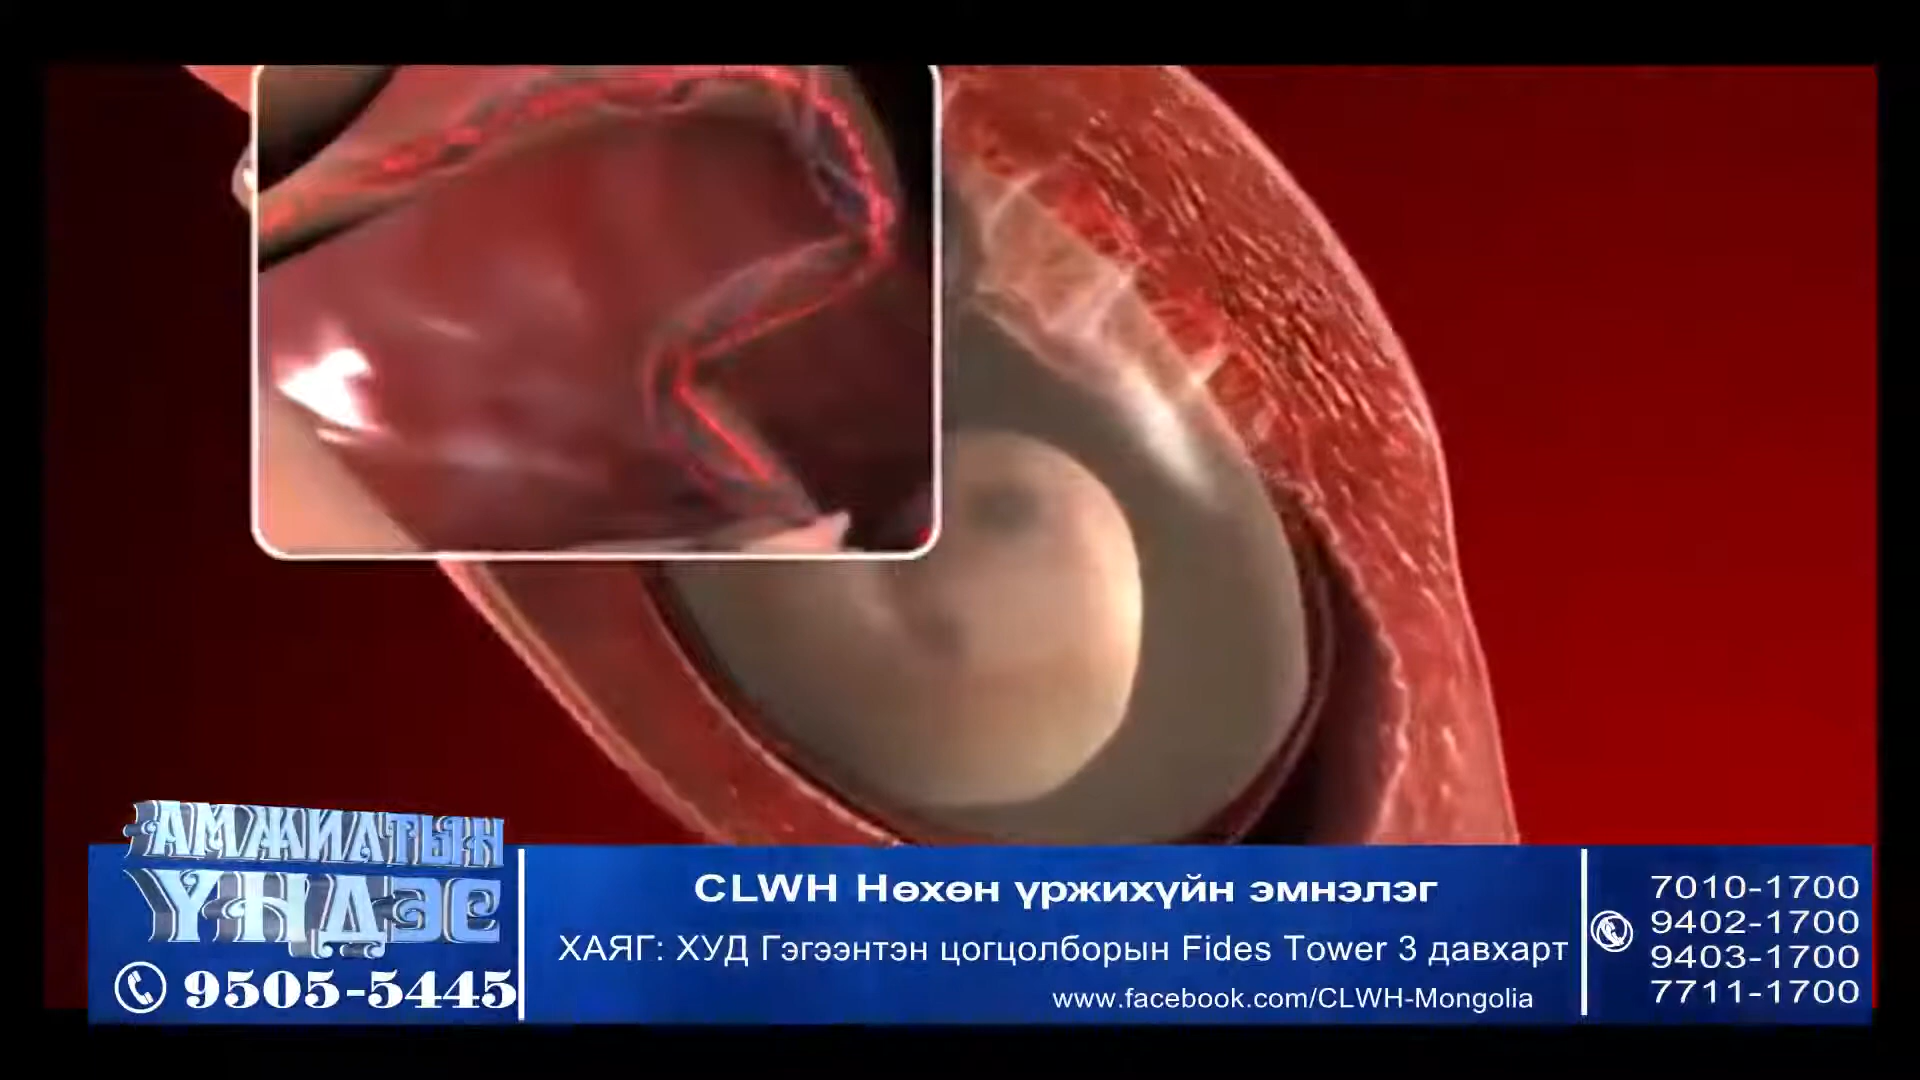 АМЖИЛТЫН
ҮНДЭС
9505-5445
CLWH Нөхөн үржихүйн эмнэлэг
ХАЯГ: ХУД Гэгээнтэн цогцолборын Fides Tower 3 давхарт
www.facebook.com/CLWH-Mongolia
7010-1700
9402-1700
9403-1700
7711-1700